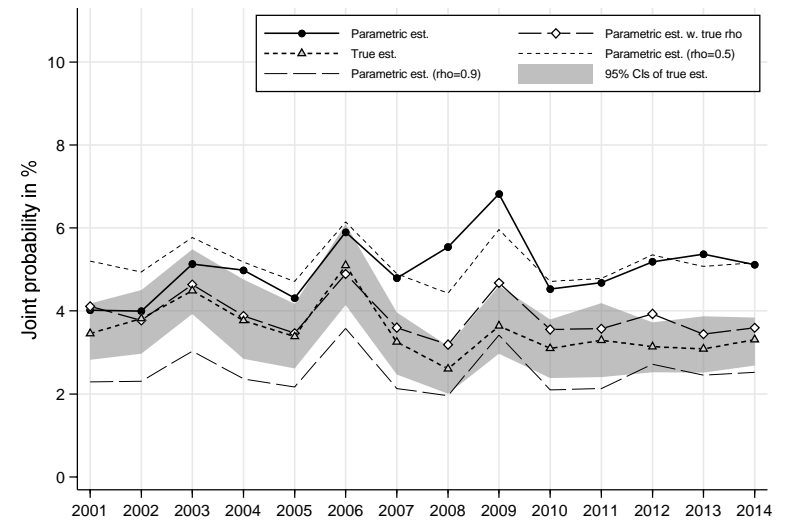 Parametric est.
Parametric est. w. true rho
True est.
Parametric est. (rho=0.5)
Parametric est. (rho=0.9)
95% CIs of true est.
Joint probability in %
10
8
6
4
2
0
2001 2002 2003 2004 2005 2006 2007 2008 2009 2010 2011 2012 2013 2014